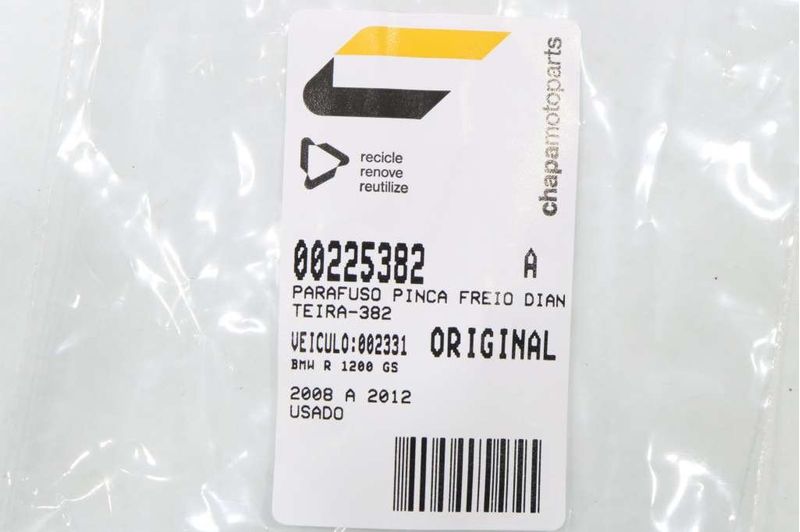 chapamotoparts
recicle
renove
reutilize
00225382 A
PARAFUSO PINCA FREIO DIAN
TEIRA-382
VEICULO:002331 ORIGINAL
BMW R 1200 GS
2008 A 2012
USADO